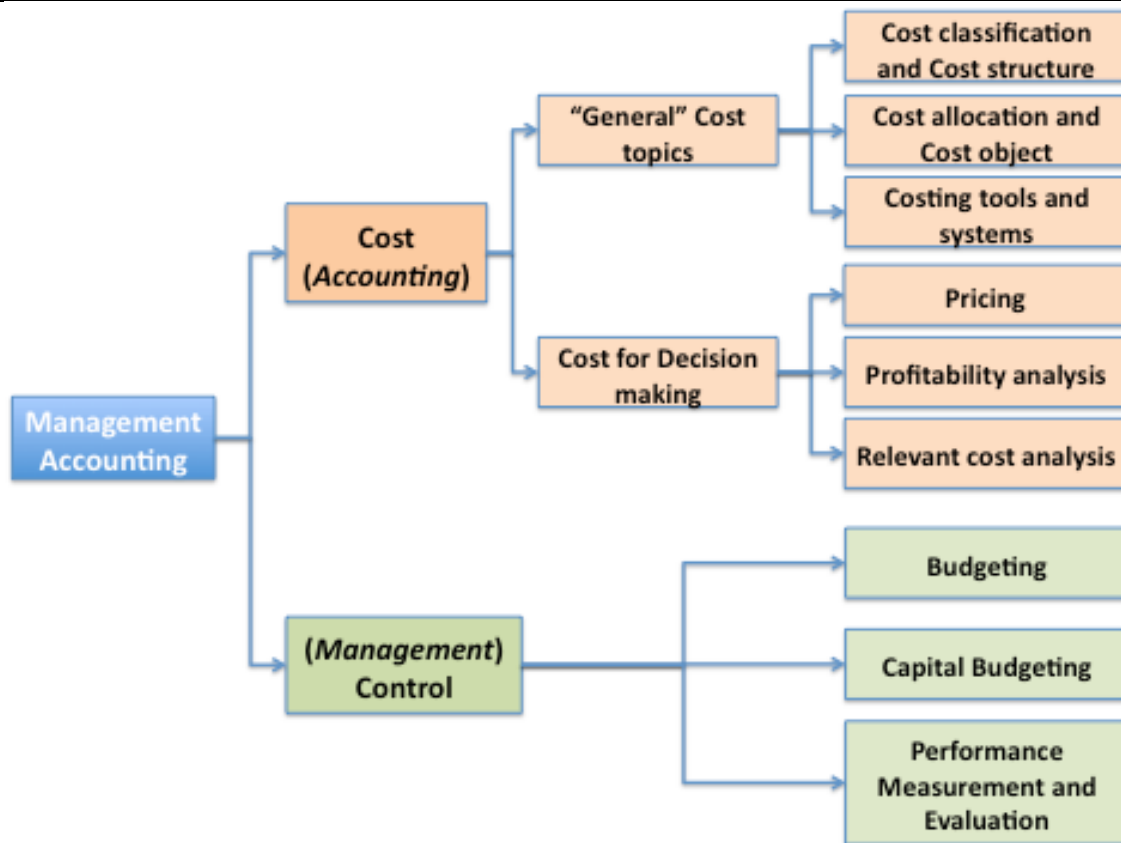 Management
Accounting
Cost
(Accounting)
(Management)
Control
“General” Cost
topics
Cost for Decision
making
Cost classification
and Cost structure
Cost allocation and
Cost object
Costing tools and
systems
Pricing
Profitability analysis
Relevant cost analysis
Budgeting
Capital Budgeting
Performance
Measurement and
Evaluation